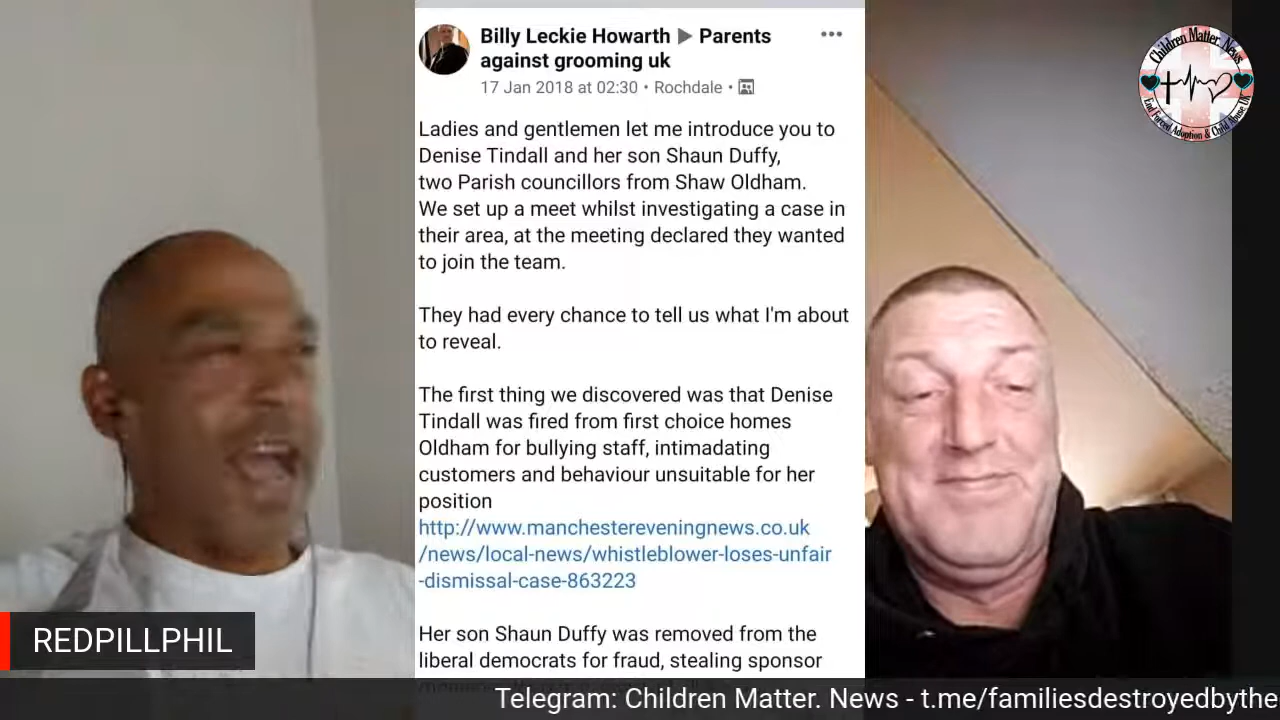 Billy Leckie Howarth ▶ Parents
against grooming uk
17 Jan 2018 at 02:30 • Rochdale •
Ladies and gentlemen let me introduce you to
Denise Tindall and her son Shaun Duffy,
two Parish councillors from Shaw Oldham.
We set up a meet whilst investigating a case in
their area, at the meeting declared they wanted
to join the team.
They had every chance to tell us what I'm about
to reveal.
The first thing we discovered was that Denise
Tindall was fired from first choice homes
Oldham for bullying staff, intimadating
customers and behaviour unsuitable for her
position
http://www.manchestereveningnews.co.uk
/news/local-news/whistleblower-loses-unfair
-dismissal-case-863223
Her son Shaun Duffy was removed from the
liberal democrats for fraud, stealing sponsor
Children Matter. News
End Forced Adoption & Child Abuse UK
REDPILLPHIL
Telegram: Children Matter. News - t.me/familiesdestroyedbythe